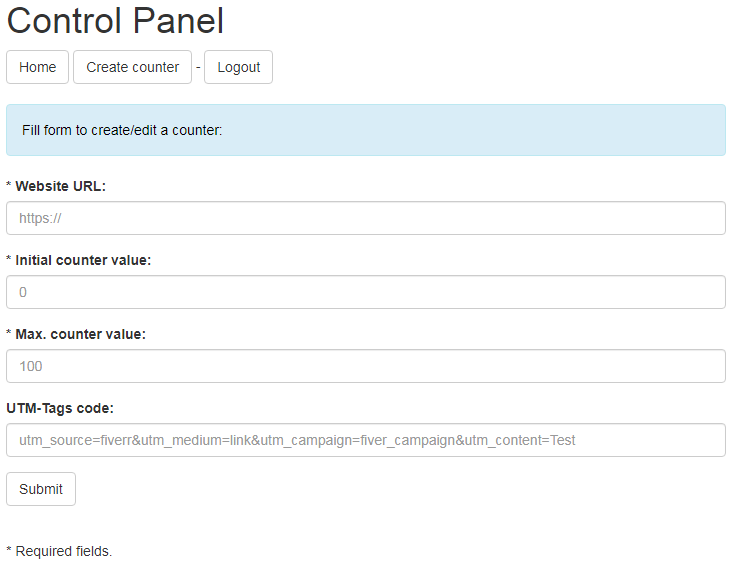 Control Panel
Home Create counter - Logout
Fill form to create/edit a counter:
* Website URL:
https://
* Initial counter value:
0
* Max. counter value:
100
UTM-Tags code:
utm_source=fiverr&utm_medium=link&utm_campaign=fiver_campaign&utm_content=Test
Submit
* Required fields.